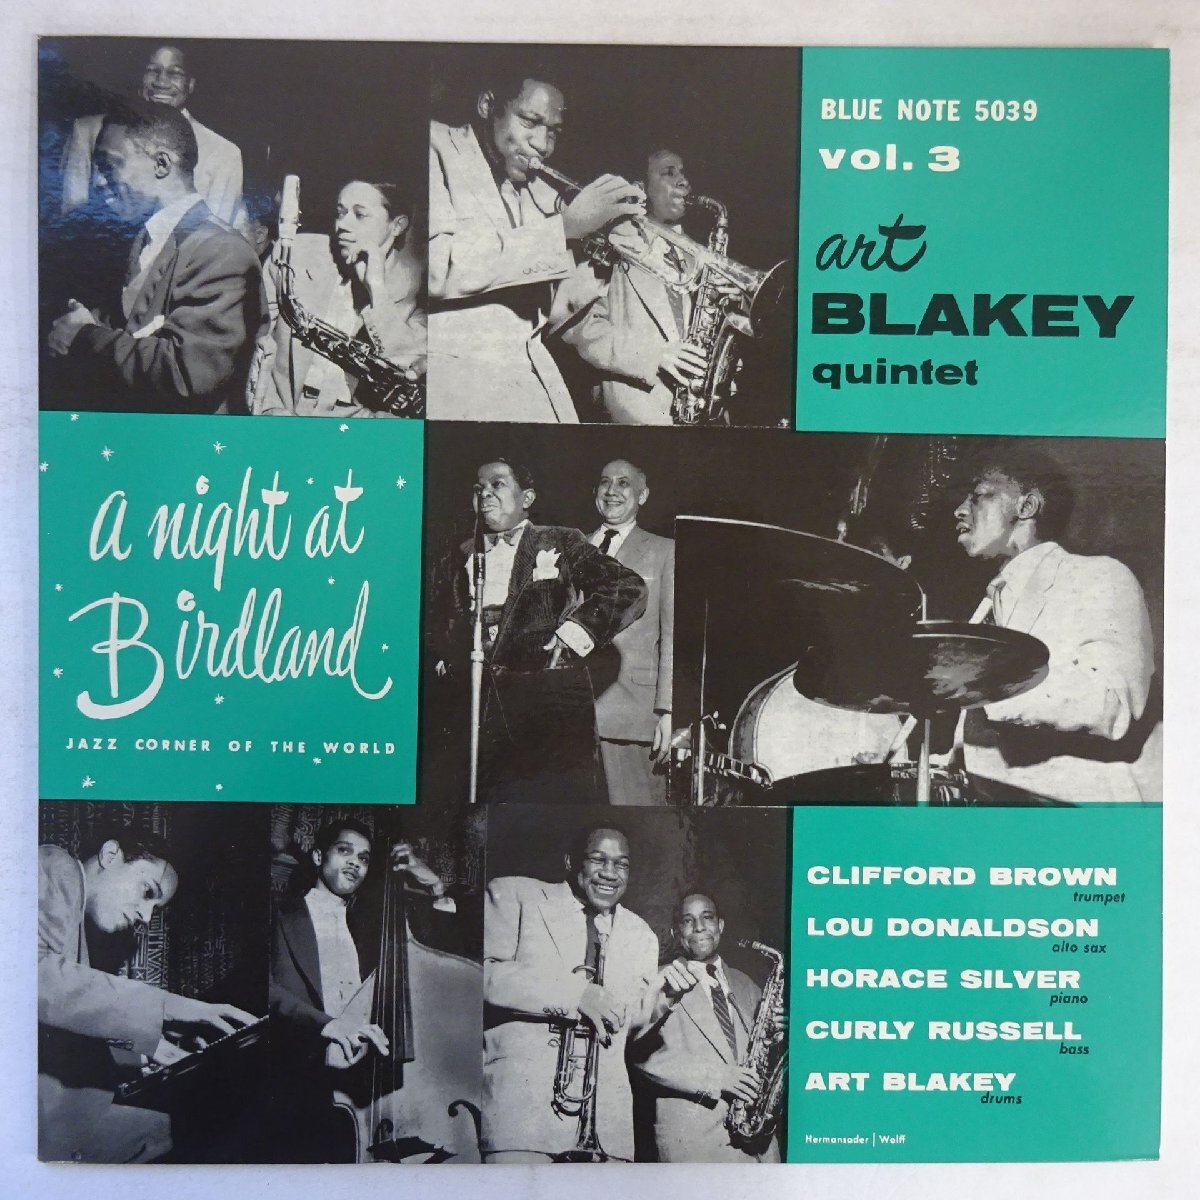 BLUE NOTE 5039
vol. 3
art
BLAKEY
quintet
a night at
Birdland
JAZZ CORNER OF THE WORLD
CLIFFORD BROWN
trumpet
LOU DONALDSON
alto sax
HORACE SILVER
piano
CURLY RUSSELL
bass
ART BLAKEY
drums
Hermansader | Wolff